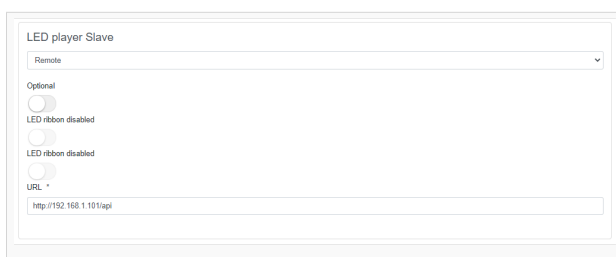 LED player Slave
Remote
Optional
LED ribbon disabled
LED ribbon disabled
URL *
http://192.168.1.101/api